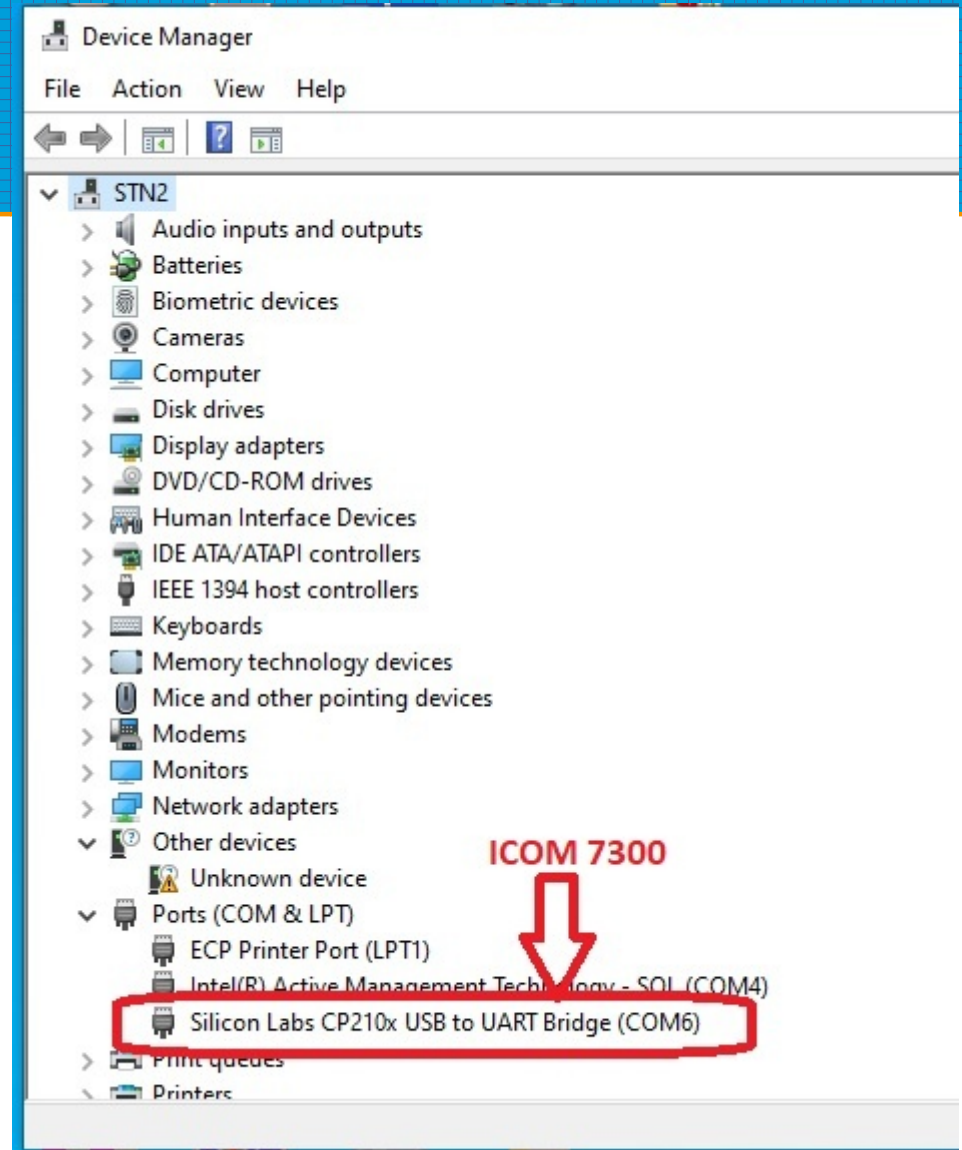 Device Manager
File Action View Help
STN2
Audio inputs and outputs
Batteries
Biometric devices
Cameras
Computer
Disk drives
Display adapters
DVD/CD-ROM drives
Human Interface Devices
IDE ATA/ATAPI controllers
IEEE 1394 host controllers
Keyboards
Memory technology devices
Mice and other pointing devices
Modems
Monitors
Network adapters
Other devices
ICOM 7300
Unknown device
Ports (COM & LPT)
ECP Printer Port (LPT1)
Intel(R) Active Management Technology - SOL (COM4)
Silicon Labs CP210x USB to UART Bridge (COM6)
Print queues
Printers